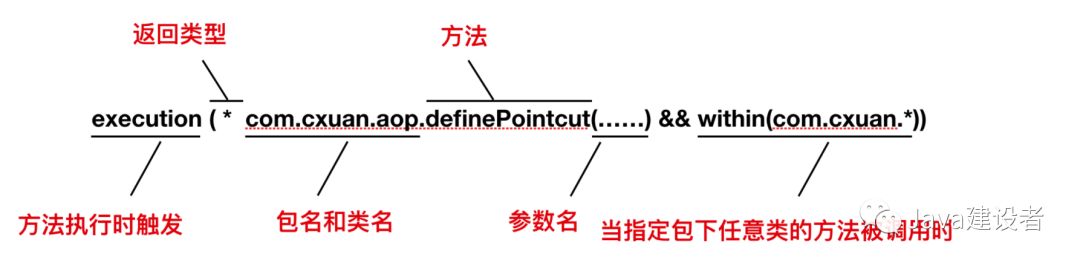 返回类型
方法
execution ( * com.cxuan.aop.definePointcut(……) && within(com.cxuan.*))
方法执行时触发
包名和类名
参数名
当指定包下任意类的方法被调用时
Java建设者